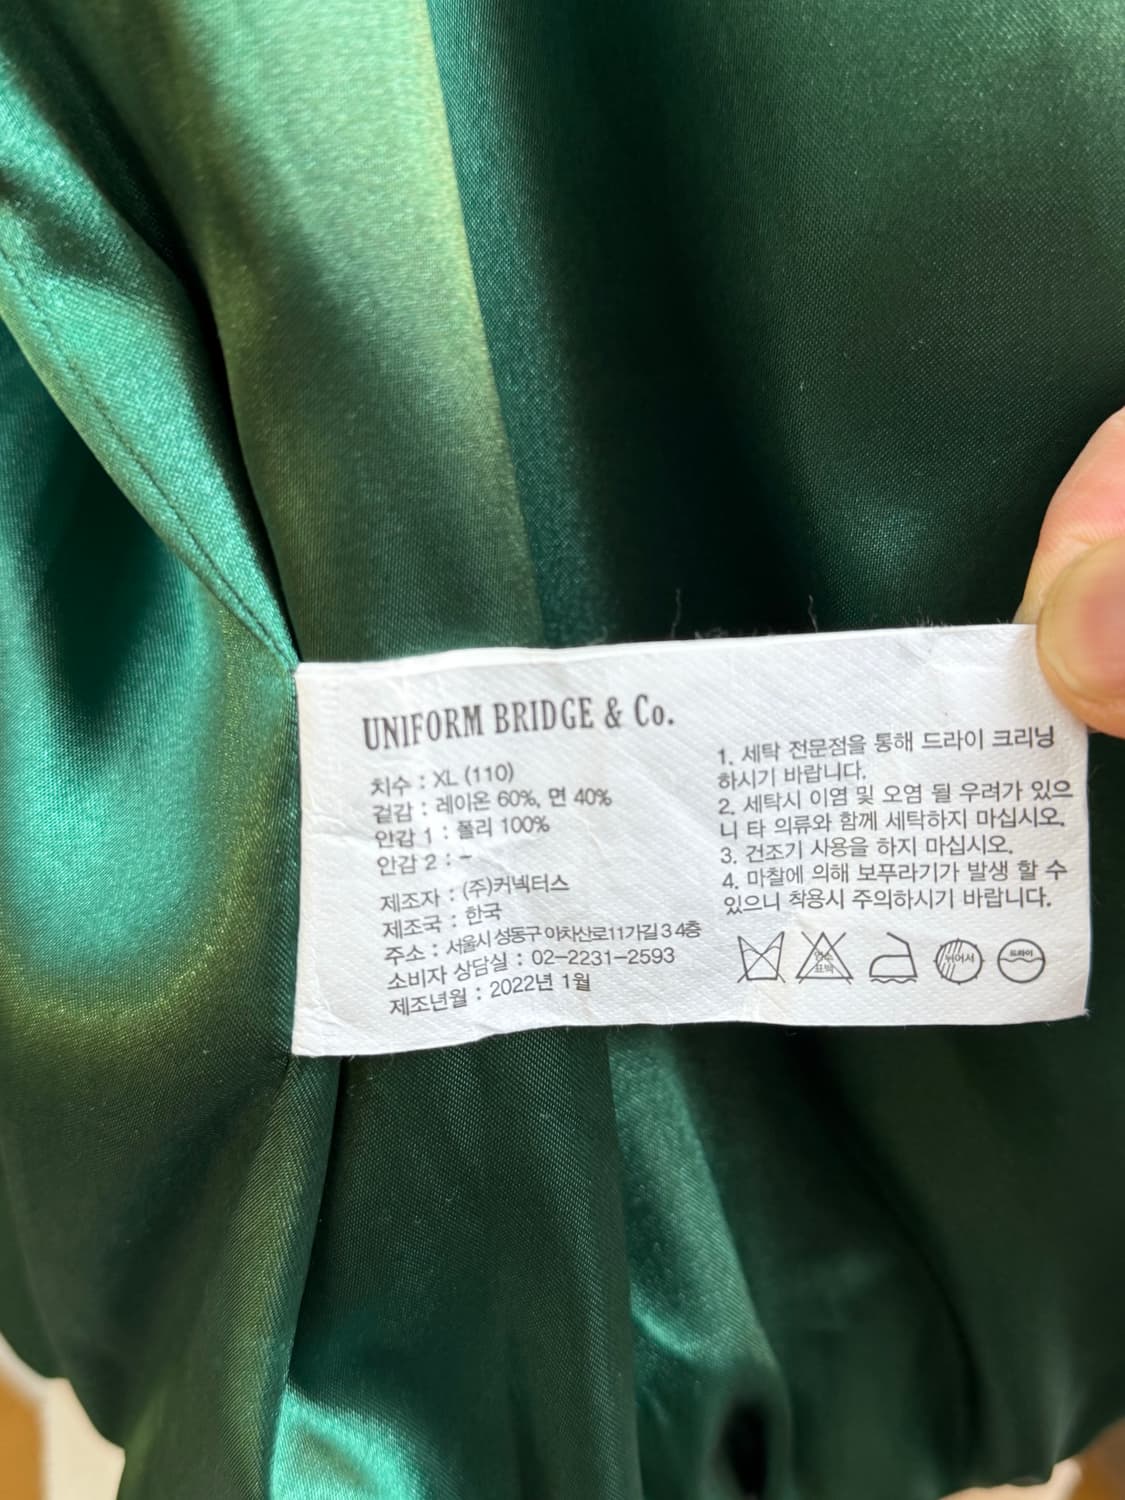 UNIFORM BRIDGE & Co.
치수 : XL (110)
겉감 : 레이온 60%, 면 40%
안감 1 : 폴리 100%
안감 2 : -
제조자 : (주)커넥터스
제조국 : 한국
주소 : 서울시 성동구 아차산로11가길 3 4층
소비자 상담실 : 02-2231-2593
제조년월 : 2022년 1월
1. 세탁 전문점을 통해 드라이 크리닝
하시기 바랍니다.
2. 세탁시 이염 및 오염 될 우려가 있으
니 타 의류와 함께 세탁하지 마십시오.
3. 건조기 사용을 하지 마십시오.
4. 마찰에 의해 보푸라기가 발생 할 수
있으니 착용시 주의하시기 바랍니다.
염소
표백
뉘어서
드라이